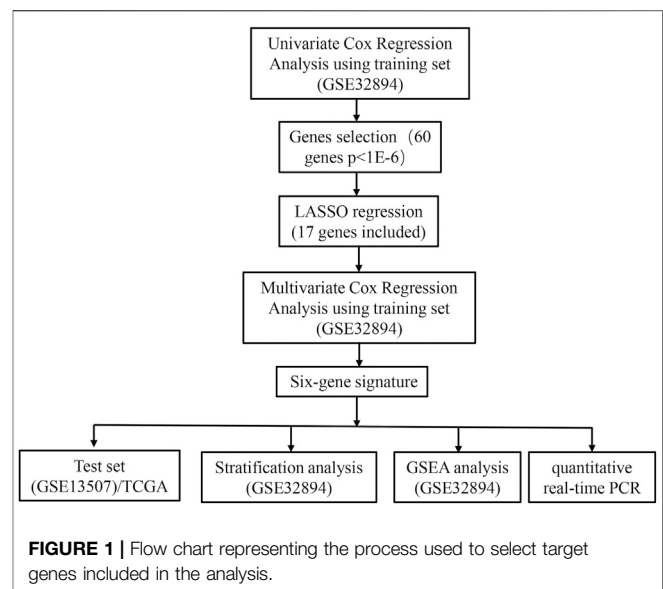 Univariate Cox Regression
Analysis using training set
(GSE32894)
Genes selection（60
genes p<1E-6）
LASSO regression
(17 genes included)
Multivariate Cox Regression
Analysis using training set
(GSE32894)
Six-gene signature
Test set
(GSE13507)/TCGA
Stratification analysis
(GSE32894)
GSEA analysis
(GSE32894)
quantitative
real-time PCR
FIGURE 1 | Flow chart representing the process used to select target
genes included in the analysis.